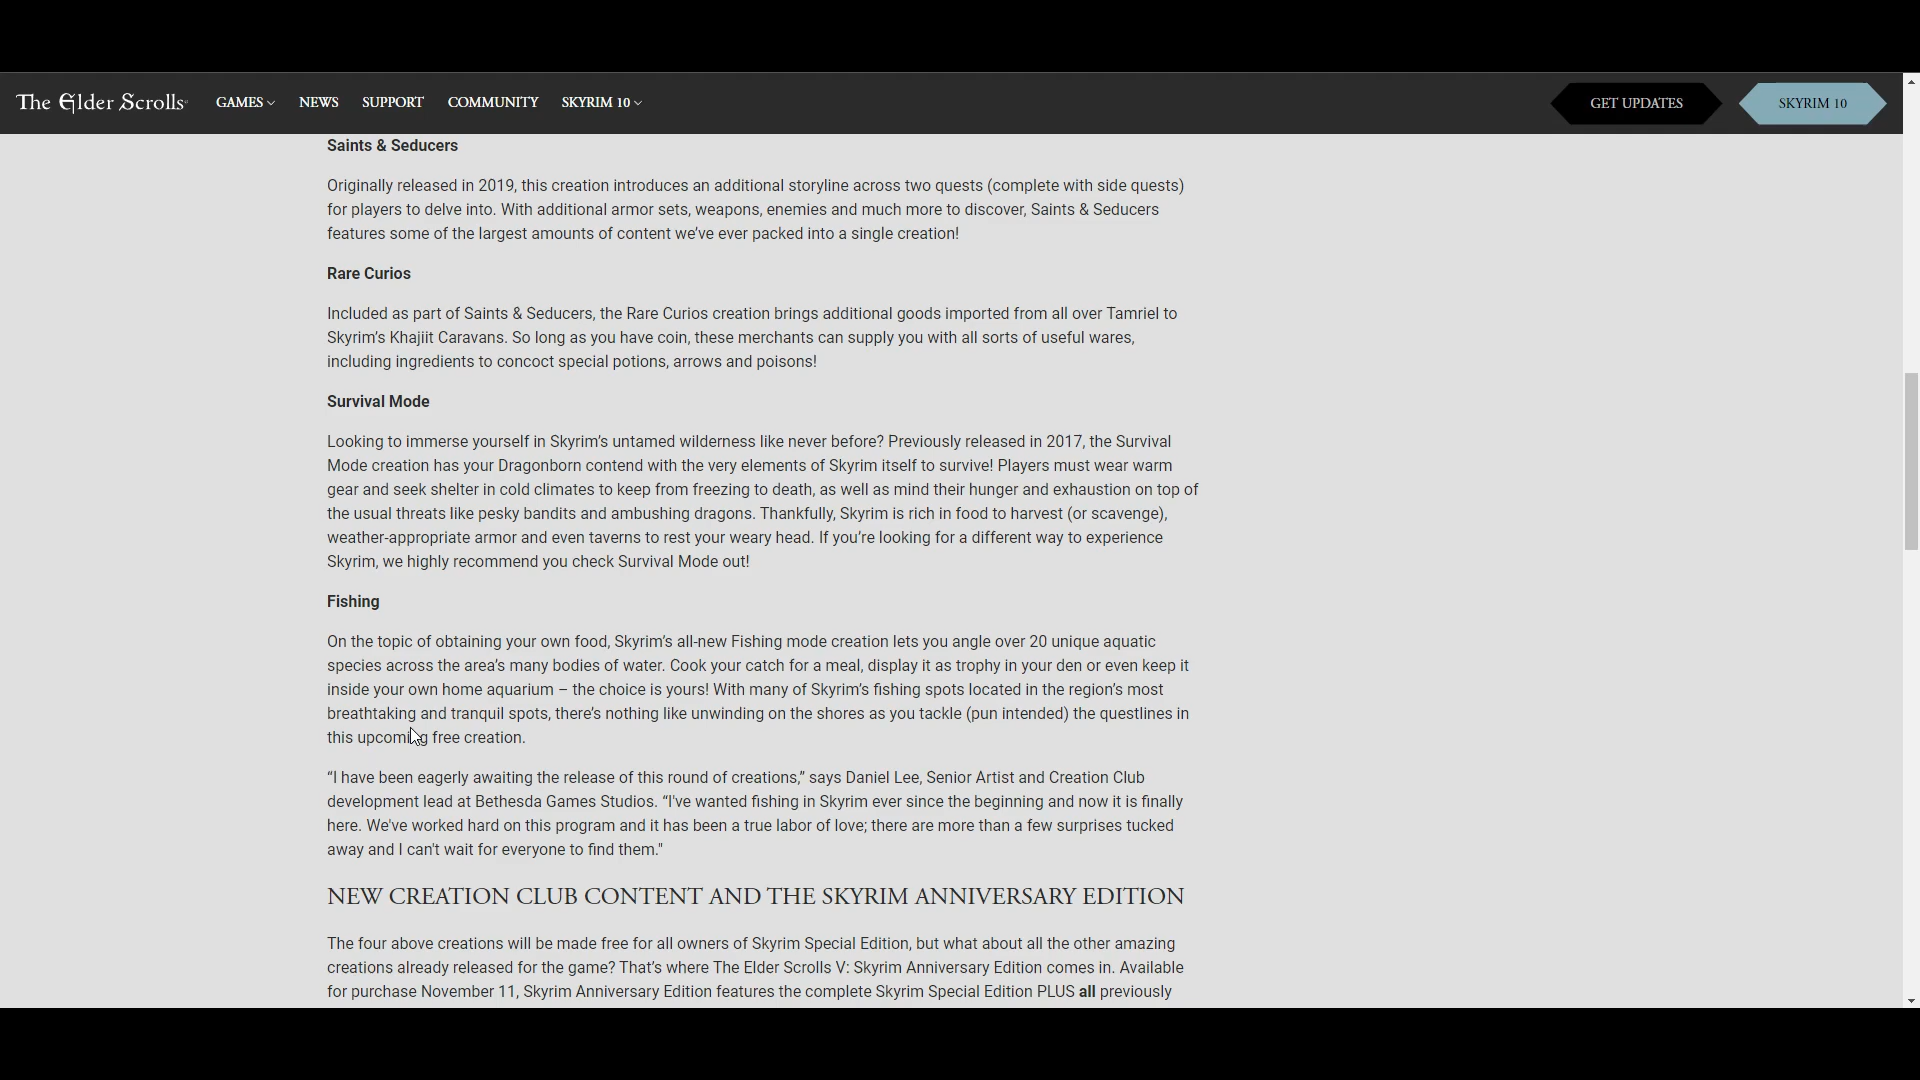 The Elder Scrolls
GAMES
NEWS
SUPPORT
COMMUNITY
SKYRIM 10
GET UPDATES
SKYRIM 10
Saints & Seducers
Originally released in 2019, this creation introduces an additional storyline across two quests (complete with side quests)
for players to delve into. With additional armor sets, weapons, enemies and much more to discover, Saints & Seducers
features some of the largest amounts of content we’ve ever packed into a single creation!
Rare Curios
Included as part of Saints & Seducers, the Rare Curios creation brings additional goods imported from all over Tamriel to
Skyrim’s Khajiit Caravans. So long as you have coin, these merchants can supply you with all sorts of useful wares,
including ingredients to concoct special potions, arrows and poisons!
Survival Mode
Looking to immerse yourself in Skyrim’s untamed wilderness like never before? Previously released in 2017, the Survival
Mode creation has your Dragonborn contend with the very elements of Skyrim itself to survive! Players must wear warm
gear and seek shelter in cold climates to keep from freezing to death, as well as mind their hunger and exhaustion on top of
the usual threats like pesky bandits and ambushing dragons. Thankfully, Skyrim is rich in food to harvest (or scavenge),
weather-appropriate armor and even taverns to rest your weary head. If you’re looking for a different way to experience
Skyrim, we highly recommend you check Survival Mode out!
Fishing
On the topic of obtaining your own food, Skyrim’s all-new Fishing mode creation lets you angle over 20 unique aquatic
species across the area’s many bodies of water. Cook your catch for a meal, display it as trophy in your den or even keep it
inside your own home aquarium – the choice is yours! With many of Skyrim’s fishing spots located in the region’s most
breathtaking and tranquil spots, there’s nothing like unwinding on the shores as you tackle (pun intended) the questlines in
this upcoming free creation.
“I have been eagerly awaiting the release of this round of creations,” says Daniel Lee, Senior Artist and Creation Club
development lead at Bethesda Games Studios. “I've wanted fishing in Skyrim ever since the beginning and now it is finally
here. We've worked hard on this program and it has been a true labor of love; there are more than a few surprises tucked
away and I can't wait for everyone to find them."
NEW CREATION CLUB CONTENT AND THE SKYRIM ANNIVERSARY EDITION
The four above creations will be made free for all owners of Skyrim Special Edition, but what about all the other amazing
creations already released for the game? That’s where The Elder Scrolls V: Skyrim Anniversary Edition comes in. Available
for purchase November 11, Skyrim Anniversary Edition features the complete Skyrim Special Edition PLUS all previously